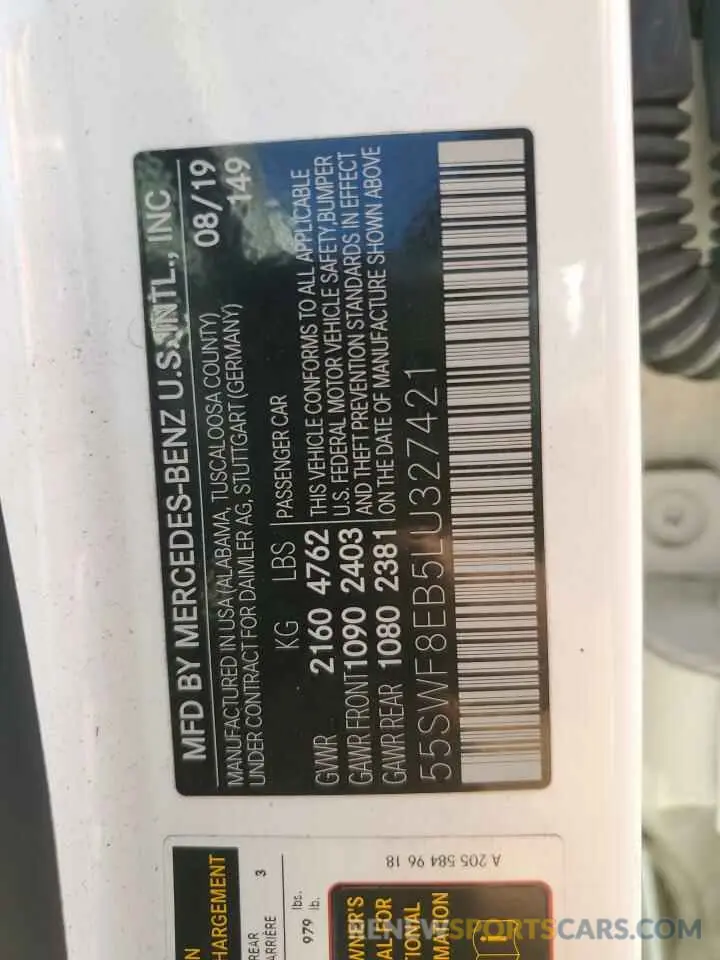 MFD BY MERCEDES-BENZ U.S. INTL., INC
MANUFACTURED IN USA (ALABAMA, TUSCALOOSA COUNTY) 08/19
UNDER CONTRACT FOR DAIMLER AG, STUTTGART (GERMANY) 149
KG LBS PASSENGER CAR
GVWR 2160 4762
GAWR FRONT 1090 2403
GAWR REAR 1080 2381
THIS VEHICLE CONFORMS TO ALL APPLICABLE
U.S. FEDERAL MOTOR VEHICLE SAFETY, BUMPER
AND THEFT PREVENTION STANDARDS IN EFFECT
ON THE DATE OF MANUFACTURE SHOWN ABOVE
55SWF8EB5LU327421
A 205 584 96 18
HARGEMENT
REAR
ARRIÈRE
3
979 lbs.
lb.
WNER'S
AL FOR
TIONAL
MATION
i
RENEWSPORTSCARS.COM